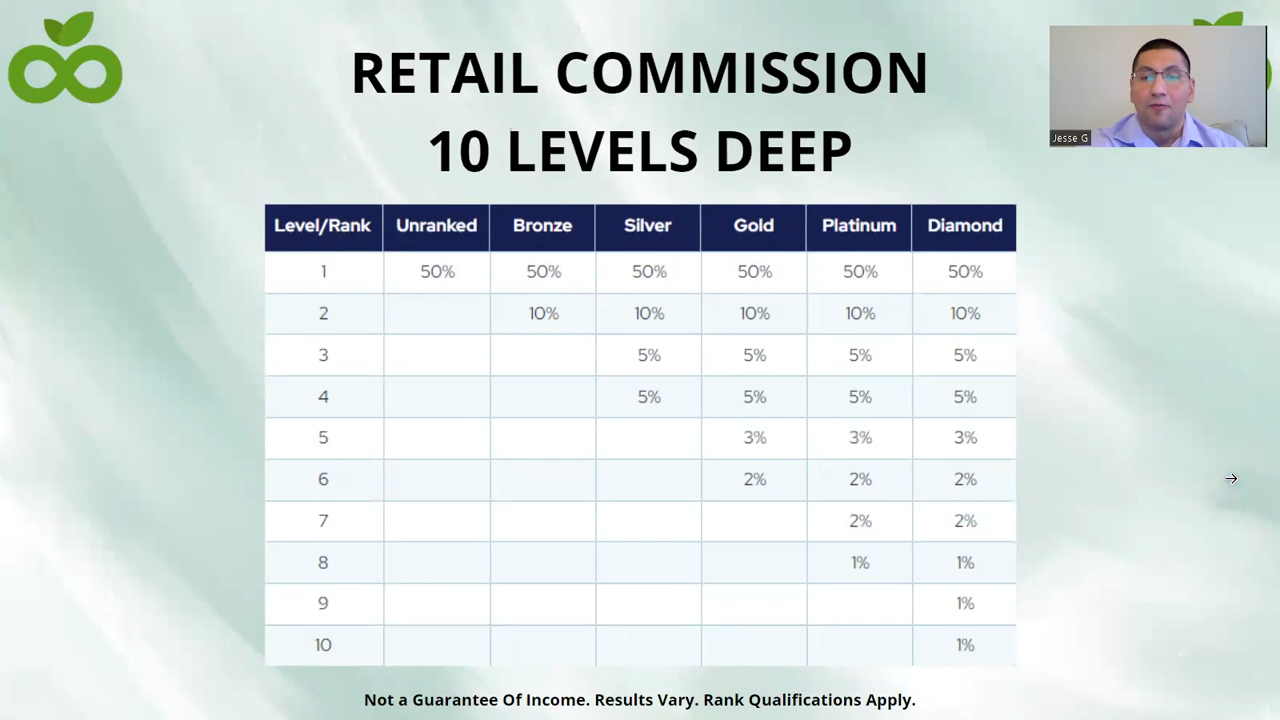 RETAIL COMMISSION
10 LEVELS DEEP
Jesse G
Level/Rank Unranked Bronze Silver Gold Platinum Diamond
1 50% 50% 50% 50% 50% 50%
2 10% 10% 10% 10% 10%
3 5% 5% 5% 5%
4 5% 5% 5% 5%
5 3% 3% 3%
6 2% 2% 2%
7 2% 2%
8 1% 1%
9 1%
10 1%
Not a Guarantee Of Income. Results Vary. Rank Qualifications Apply.